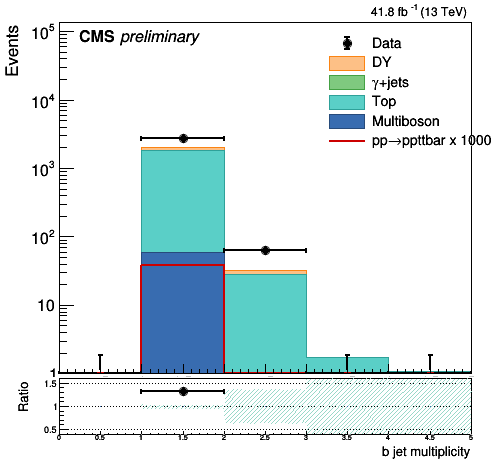 41.8 fb⁻¹ (13 TeV)
CMS preliminary
Events
10⁵
10⁴
10³
10²
10
1
Data
DY
γ+jets
Top
Multiboson
pp→ppttbar x 1000
Ratio
1.5
1
0.5
0 0.5 1 1.5 2 2.5 3 3.5 4 4.5 5
b jet multiplicity